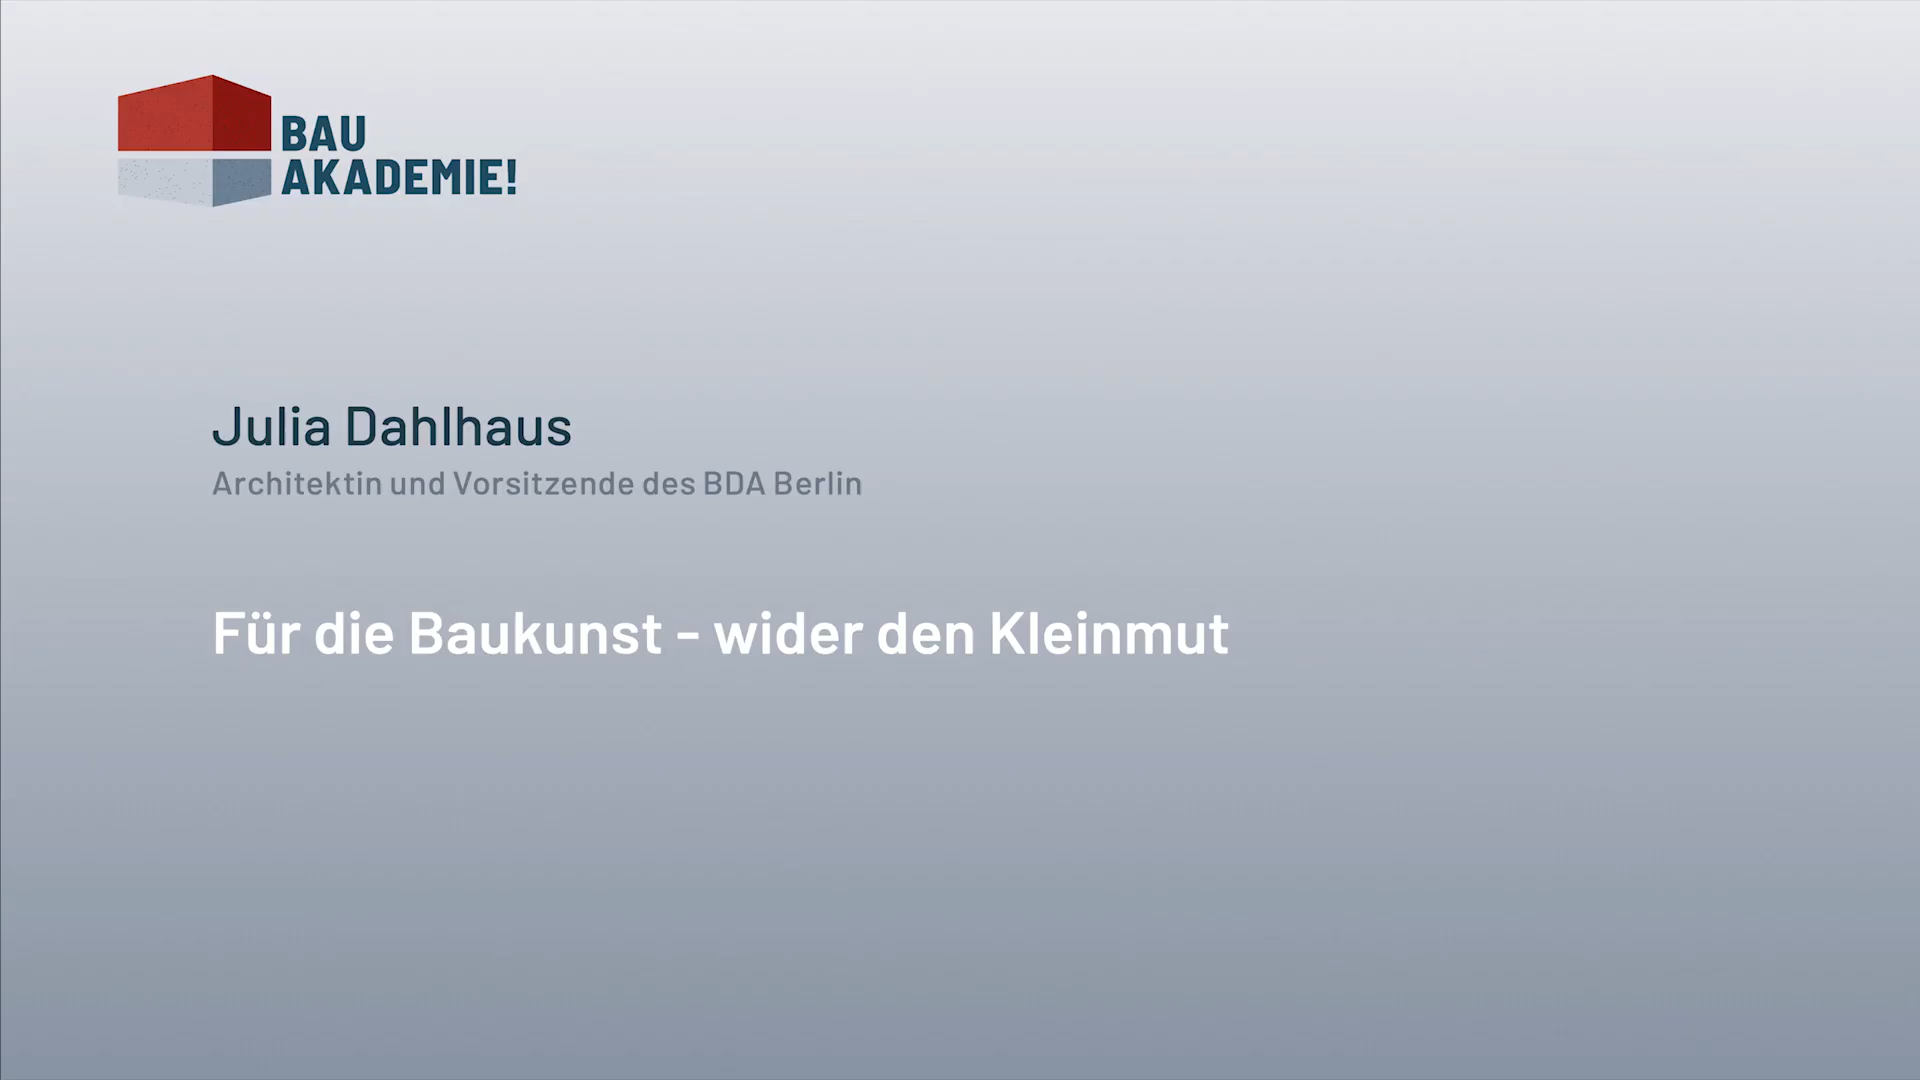 BAU
AKADEMIE!
Julia Dahlhaus
Architektin und Vorsitzende des BDA Berlin
Für die Baukunst - wider den Kleinmut